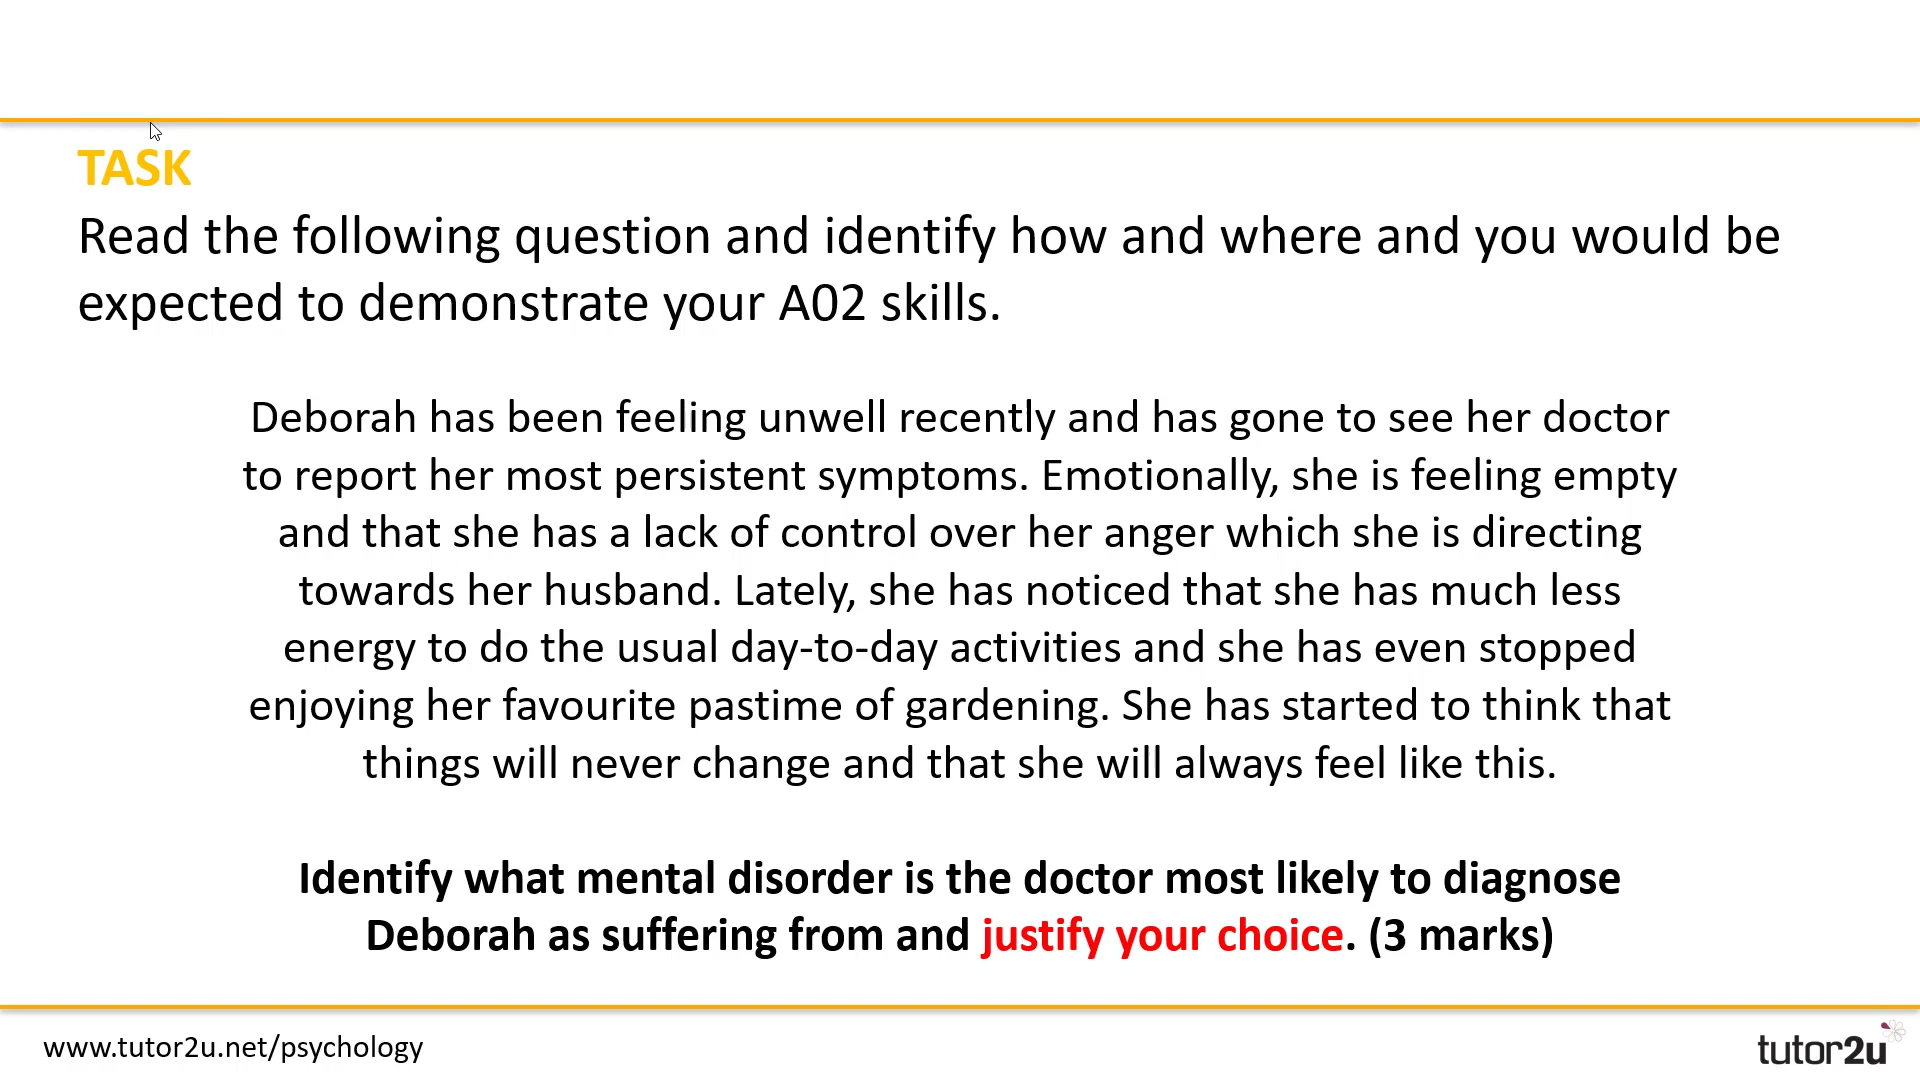 TASK
Read the following question and identify how and where and you would be
expected to demonstrate your A02 skills.
Deborah has been feeling unwell recently and has gone to see her doctor
to report her most persistent symptoms. Emotionally, she is feeling empty
and that she has a lack of control over her anger which she is directing
towards her husband. Lately, she has noticed that she has much less
energy to do the usual day-to-day activities and she has even stopped
enjoying her favourite pastime of gardening. She has started to think that
things will never change and that she will always feel like this.
Identify what mental disorder is the doctor most likely to diagnose
Deborah as suffering from and justify your choice. (3 marks)
www.tutor2u.net/psychology
tutor2u